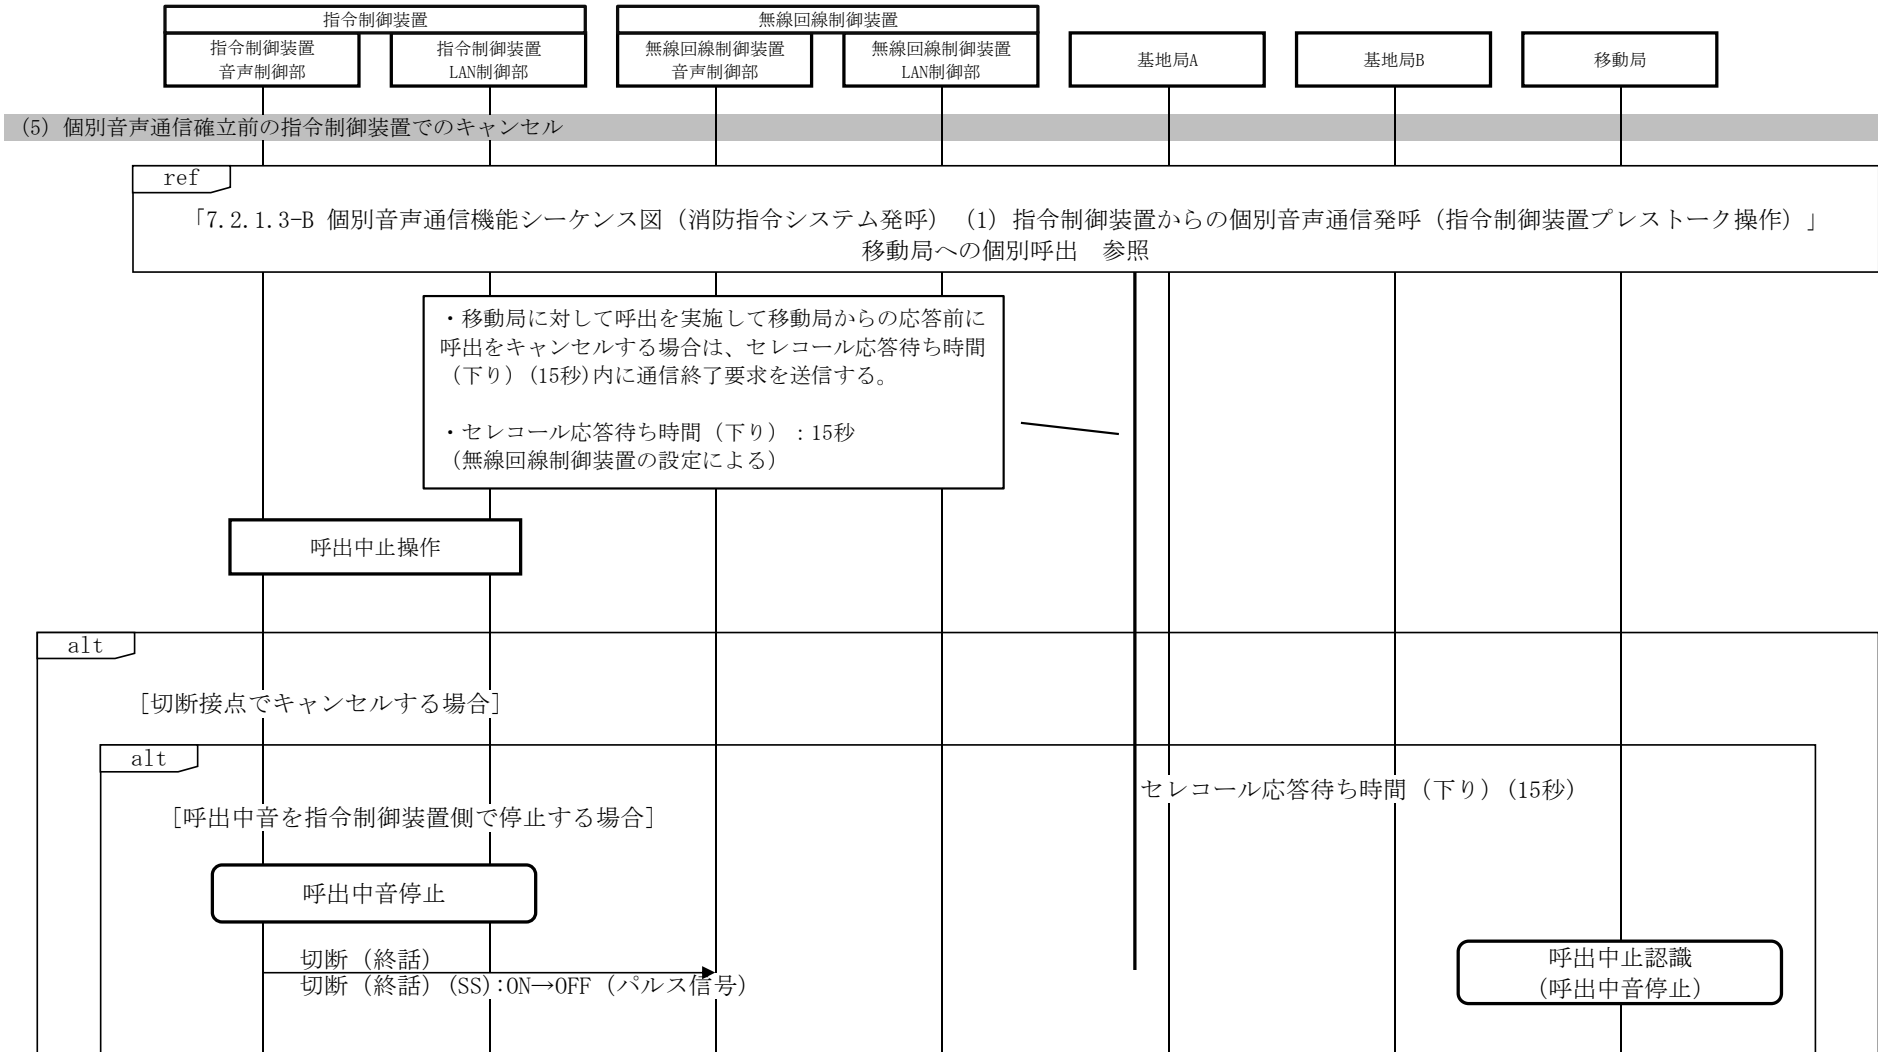 指令制御装置
無線回線制御装置
指令制御装置
音声制御部
指令制御装置
LAN制御部
無線回線制御装置
音声制御部
無線回線制御装置
LAN制御部
基地局A
基地局B
移動局
(5) 個別音声通信確立前の指令制御装置でのキャンセル
ref
「7.2.1.3-B 個別音声通信機能シーケンス図（消防指令システム発呼）（1）指令制御装置からの個別音声通信発呼（指令制御装置プレストーク操作）」
移動局への個別呼出　参照
・移動局に対して呼出を実施して移動局からの応答前に
呼出をキャンセルする場合は、セレコール応答待ち時間
（下り）(15秒)内に通信終了要求を送信する。
・セレコール応答待ち時間（下り）：15秒
（無線回線制御装置の設定による）
呼出中止操作
alt
[切断接点でキャンセルする場合]
alt
セレコール応答待ち時間（下り）(15秒)
[呼出中音を指令制御装置側で停止する場合]
呼出中音停止
切断（終話）
切断（終話）(SS):ON→OFF（パルス信号）
呼出中止認識
(呼出中音停止)